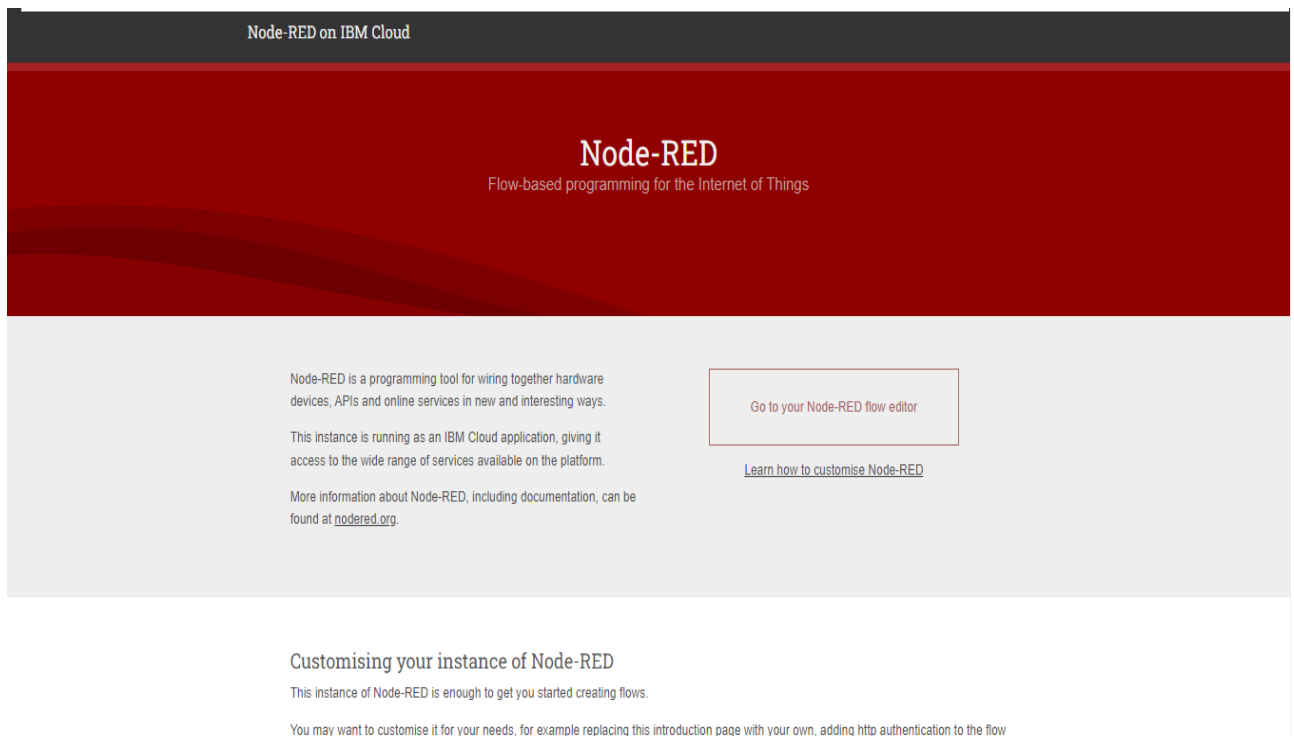 Node-RED on IBM Cloud
Node-RED
Flow-based programming for the Internet of Things
Node-RED is a programming tool for wiring together hardware
devices, APIs and online services in new and interesting ways.
This instance is running as an IBM Cloud application, giving it
access to the wide range of services available on the platform.
More information about Node-RED, including documentation, can be
found at nodered.org.
Go to your Node-RED flow editor
Learn how to customise Node-RED
Customising your instance of Node-RED
This instance of Node-RED is enough to get you started creating flows.
You may want to customise it for your needs, for example replacing this introduction page with your own, adding http authentication to the flow